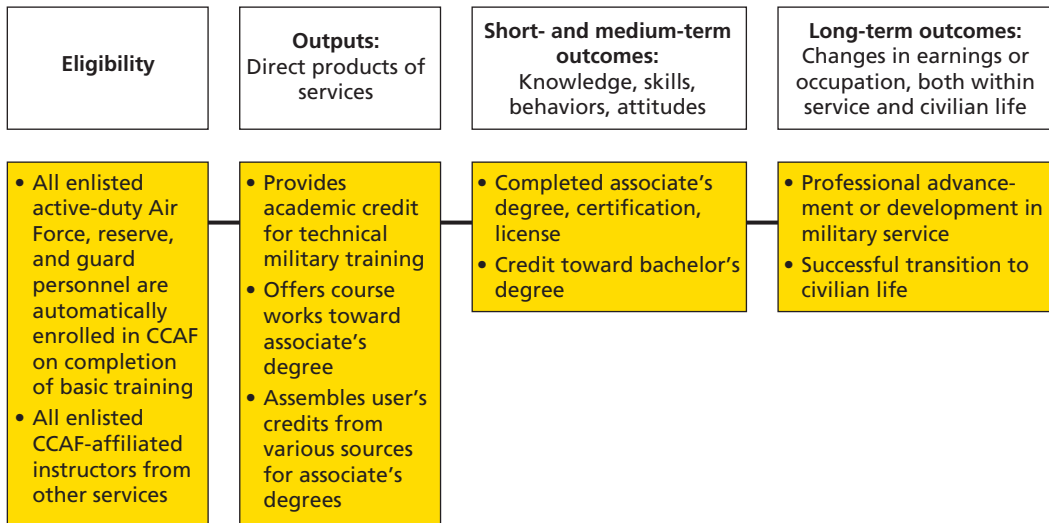 Eligibility
Outputs:
Direct products of
services
Short- and medium-term
outcomes:
Knowledge, skills,
behaviors, attitudes
Long-term outcomes:
Changes in earnings or
occupation, both within
service and civilian life
• All enlisted
active-duty Air
Force, reserve,
and guard
personnel are
automatically
enrolled in CCAF
on completion
of basic training
• All enlisted
CCAF-affiliated
instructors from
other services
• Provides
academic credit
for technical
military training
• Offers course
works toward
associate's
degree
• Assembles user's
credits from
various sources
for associate's
degrees
• Completed associate's
degree, certification,
license
• Credit toward bachelor's
degree
• Professional advance-
ment or development in
military service
• Successful transition to
civilian life